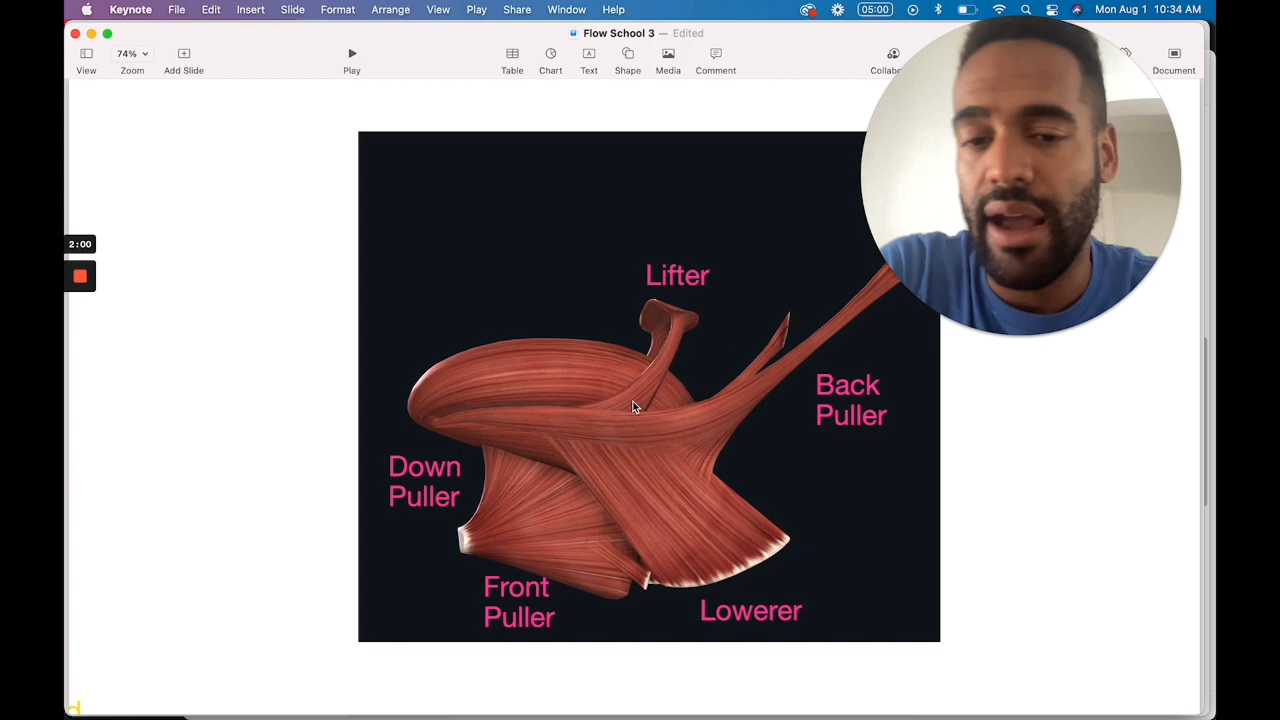 Keynote File Edit Insert Slide Format Arrange View Play Share Window Help 05:00 Mon Aug 1 10:34 AM
Flow School 3 — Edited
74%
View Zoom Add Slide Play Table Chart Text Shape Media Comment Document
2:00
Lifter
Back
Puller
Down
Puller
Front
Puller
Lowerer